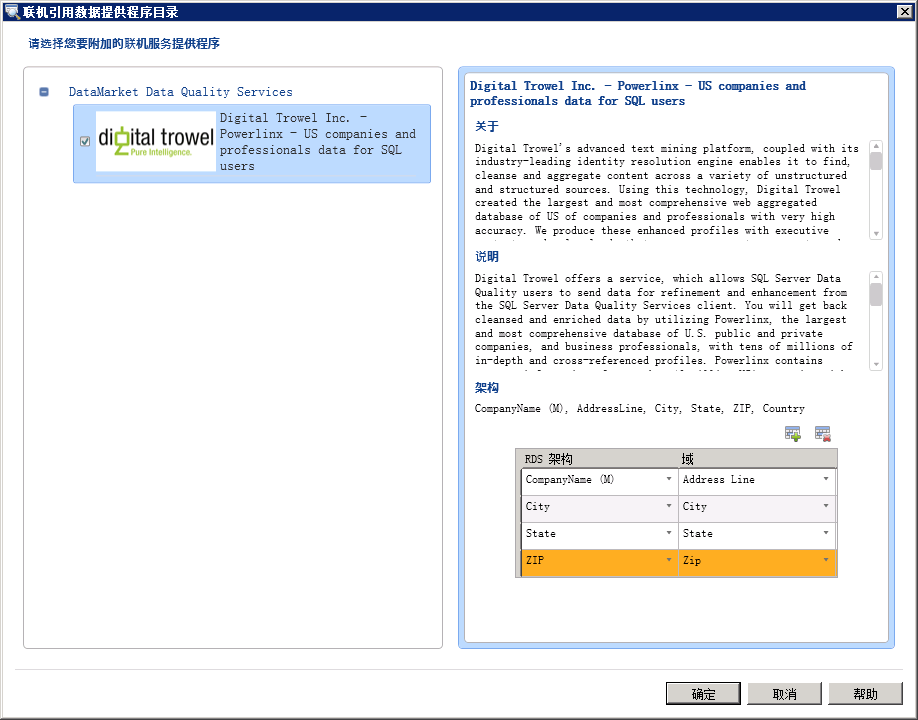 联机引用数据提供程序目录
请选择您要附加的联机服务提供程序
DataMarket Data Quality Services
digital trowel
Pure Intelligence.
Digital Trowel Inc. - 
Powerlinx - US companies and
professionals data for SQL
users
Digital Trowel Inc. - Powerlinx - US companies and
professionals data for SQL users
关于
Digital Trowel's advanced text mining platform, coupled with its
industry-leading identity resolution engine enables it to find,
cleanse and aggregate content across a variety of unstructured
and structured sources. Using this technology, Digital Trowel
created the largest and most comprehensive web aggregated
database of US of companies and professionals with very high
accuracy. We produce these enhanced profiles with executive
说明
Digital Trowel offers a service, which allows SQL Server Data
Quality users to send data for refinement and enhancement from
the SQL Server Data Quality Services client. You will get back
cleansed and enriched data by utilizing Powerlinx, the largest
and most comprehensive database of U.S. public and private
companies, and business professionals, with tens of millions of
in-depth and cross-referenced profiles. Powerlinx contains
架构
CompanyName (M), AddressLine, City, State, ZIP, Country
RDS 架构 域
CompanyName (M) Address Line
City City
State State
ZIP Zip
确定 取消 帮助